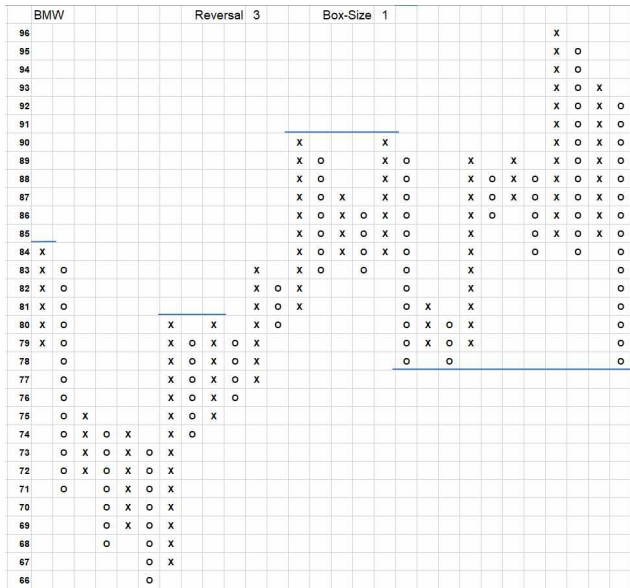 BMW Reversal 3 Box-Size 1
96 X
95 X O
94 X O
93 X O X
92 X O X O
91 X O X O
90 X X X O X O
89 X O X O X X X O X O
88 X O X O X O X O X O X O
87 X O X X O X O X O X O X O
86 X O X O X O X O O X O X O
85 X O X O X O X O X O X O
84 X X O X O X O X O O O
83 X O X X O O O X O
82 X O X O X O X O
81 X O X O X O X X O
80 X O X X X O O X O X O
79 X O X O X O X O X O X O
78 O X O X O X O O O
77 O X O X O X
76 O X O X O
75 O X X O X
74 O X O X X O
73 O X O X O X
72 O X O X O X
71 O O X O X
70 O X O X
69 O X O X
68 O O X
67 O X
66 O